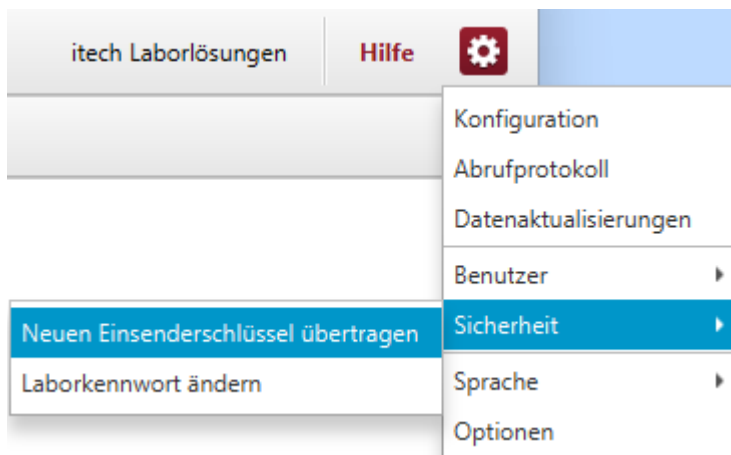 itech Laborlösungen
Hilfe
Konfiguration
Abrufprotokoll
Datenaktualisierungen
Benutzer
Sicherheit
Neuen Einsenderschlüssel übertragen
Laborkennwort ändern
Sprache
Optionen